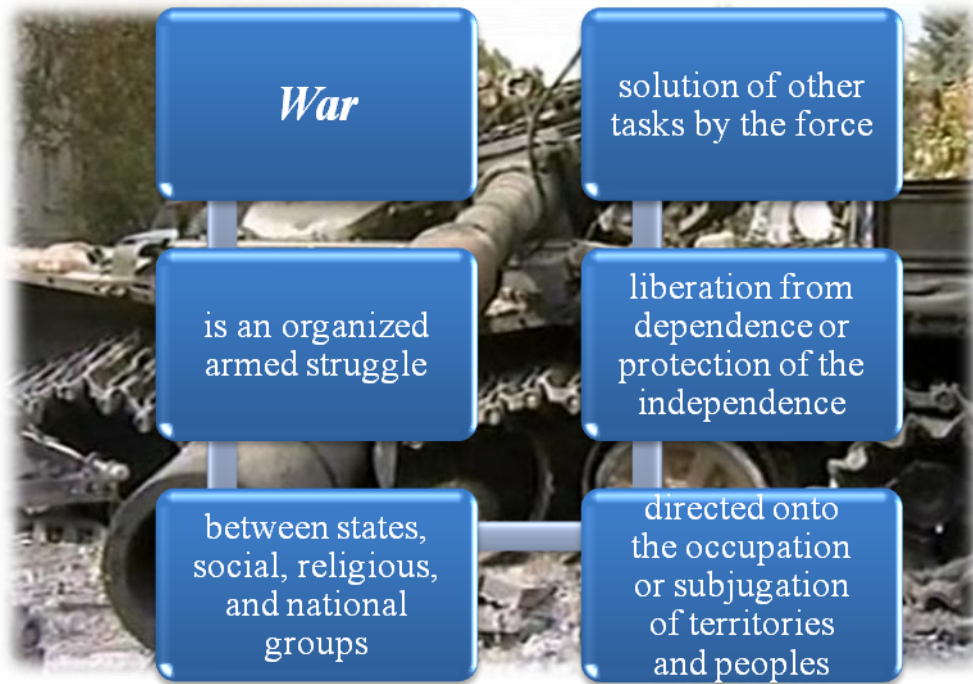 War
is an organized
armed struggle
between states,
social, religious,
and national
groups
directed onto
the occupation
or subjugation
of territories
and peoples
liberation from
dependence or
protection of the
independence
solution of other
tasks by the force